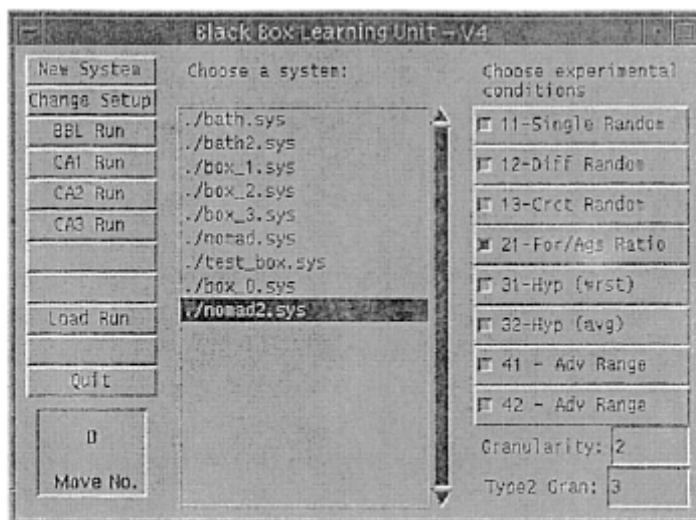 Black Box Learning Unit - V4
New System
Change Setup
BBL Run
CA1 Run
CA2 Run
CA3 Run
Load Run
Quit
0
Move No.
Choose a system:
./bath.sys
./bath2.sys
./box_1.sys
./box_2.sys
./box_3.sys
./nomad.sys
./test_box.sys
./box_0.sys
./nomad2.sys
Choose experimental
conditions
11-Single Random
12-Diff Random
13-Crct Random
21-For/Ags Ratio
31-Hyp (wrst)
32-Hyp (avg)
41 - Adv Range
42 - Adv Range
Granularity: 2
Type2 Gran: 3